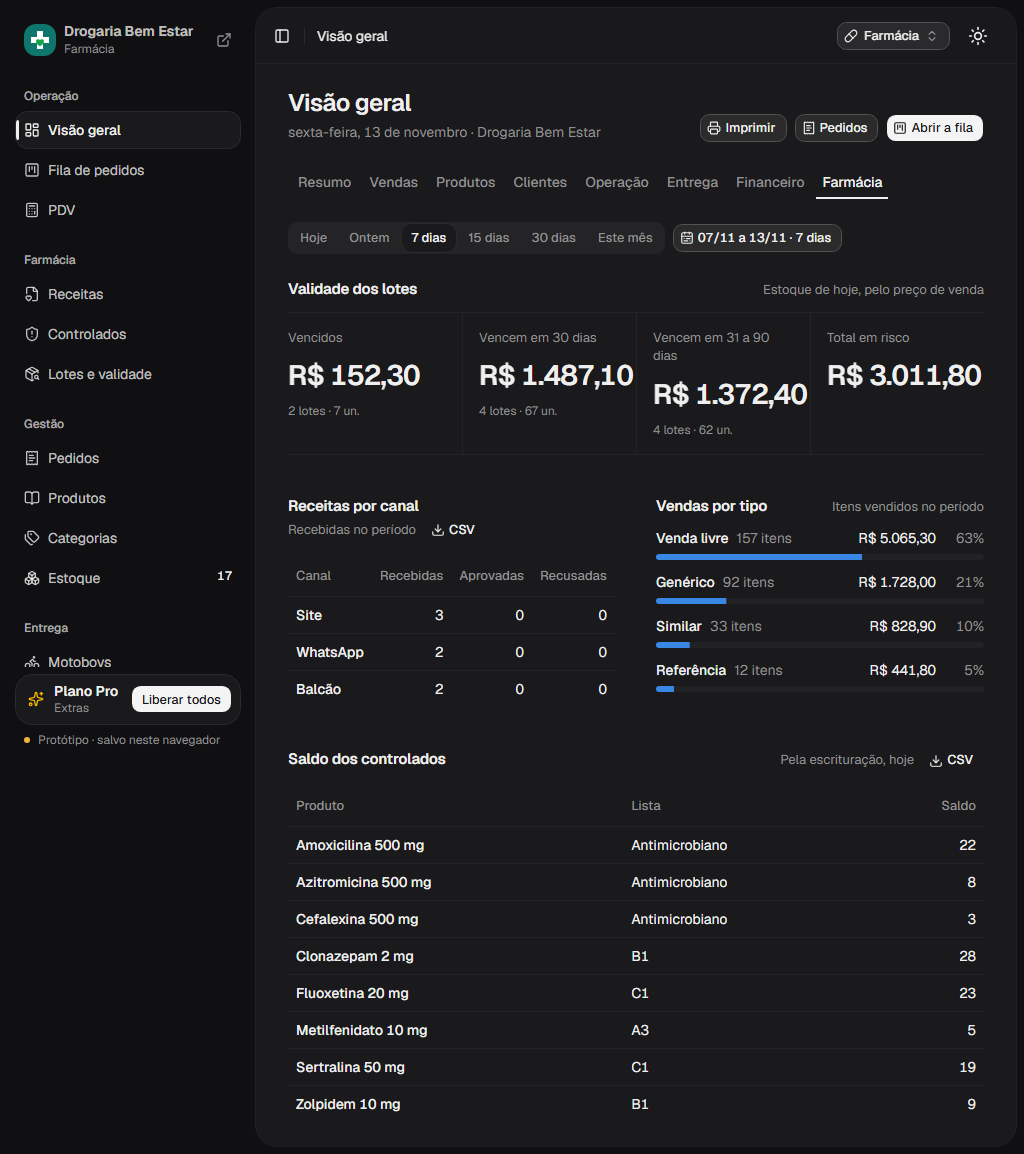 Drogaria Bem Estar
Farmácia
Operação
Visão geral
Fila de pedidos
PDV
Farmácia
Receitas
Controlados
Lotes e validade
Gestão
Pedidos
Produtos
Categorias
Estoque 17
Entrega
Motoboys
Plano Pro
Extras
Liberar todos
Protótipo · salvo neste navegador
Visão geral
Farmácia
Visão geral
sexta-feira, 13 de novembro · Drogaria Bem Estar
Imprimir Pedidos Abrir a fila
Resumo Vendas Produtos Clientes Operação Entrega Financeiro Farmácia
Hoje Ontem 7 dias 15 dias 30 dias Este mês 07/11 a 13/11 · 7 dias
Validade dos lotes Estoque de hoje, pelo preço de venda
Vencidos
R$ 152,30
2 lotes · 7 un.
Vencem em 30 dias
R$ 1.487,10
4 lotes · 67 un.
Vencem em 31 a 90
dias
R$ 1.372,40
4 lotes · 62 un.
Total em risco
R$ 3.011,80
Receitas por canal
Recebidas no período CSV
Canal Recebidas Aprovadas Recusadas
Site 3 0 0
WhatsApp 2 0 0
Balcão 2 0 0
Vendas por tipo Itens vendidos no período
Venda livre 157 itens R$ 5.065,30 63%
Genérico 92 itens R$ 1.728,00 21%
Similar 33 itens R$ 828,90 10%
Referência 12 itens R$ 441,80 5%
Saldo dos controlados Pela escrituração, hoje CSV
Produto Lista Saldo
Amoxicilina 500 mg Antimicrobiano 22
Azitromicina 500 mg Antimicrobiano 8
Cefalexina 500 mg Antimicrobiano 3
Clonazepam 2 mg B1 28
Fluoxetina 20 mg C1 23
Metilfenidato 10 mg A3 5
Sertralina 50 mg C1 19
Zolpidem 10 mg B1 9